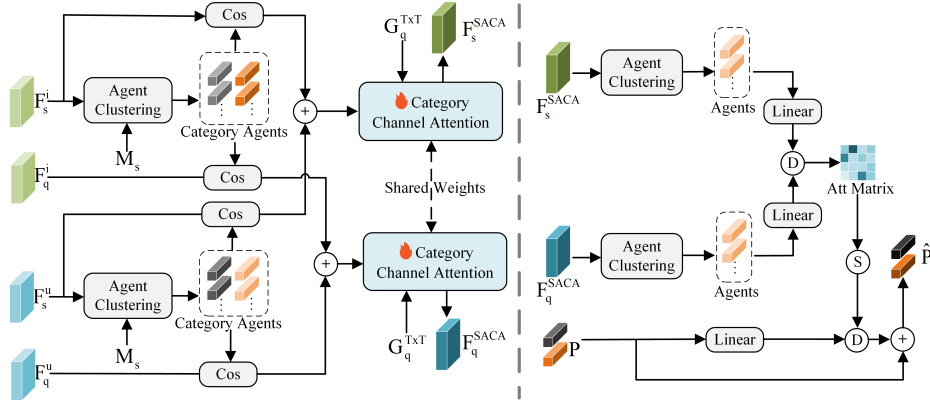 Cos
G_q^TxT
F_s^SACA
F_s^i
Agent
Clustering
Category Agents
M_s
+
Category
Channel Attention
F_q^i
Cos
Shared Weights
Cos
F_s^u
Agent
Clustering
Category Agents
M_s
+
Category
Channel Attention
F_q^u
Cos
G_q^TxT
F_q^SACA
F_s^SACA
Agent
Clustering
Agents
Linear
D
Att Matrix
Linear
F_q^SACA
Agent
Clustering
Agents
S
P̂
P
Linear
D
+